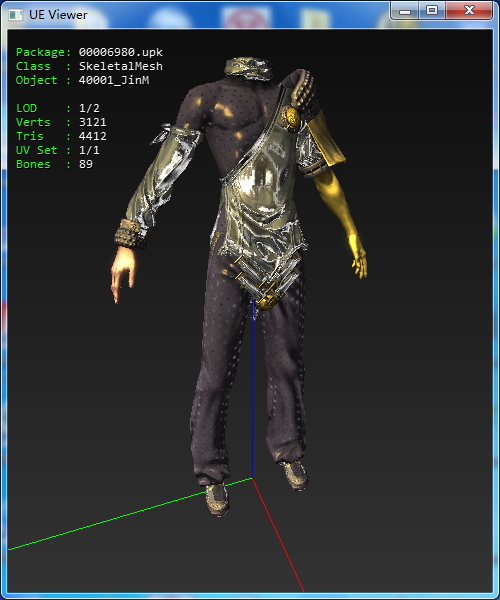 UE Viewer
Package: 00006980.upk
Class : SkeletalMesh
Object : 40001_JinM
LOD : 1/2
Verts : 3121
Tris : 4412
UV Set : 1/1
Bones : 89